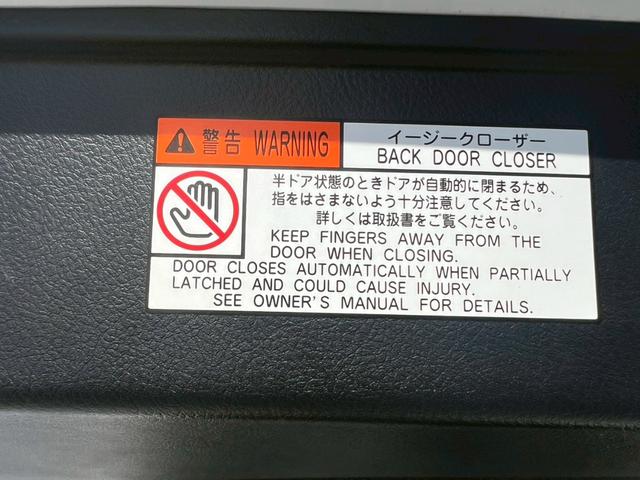 警告 WARNING
イージークローザー
BACK DOOR CLOSER
半ドア状態のときドアが自動的に閉まるため、
指をはさまないよう十分注意してください。
詳しくは取扱書をご覧ください。
KEEP FINGERS AWAY FROM THE
DOOR WHEN CLOSING.
DOOR CLOSES AUTOMATICALLY WHEN PARTIALLY
LATCHED AND COULD CAUSE INJURY.
SEE OWNER'S MANUAL FOR DETAILS.